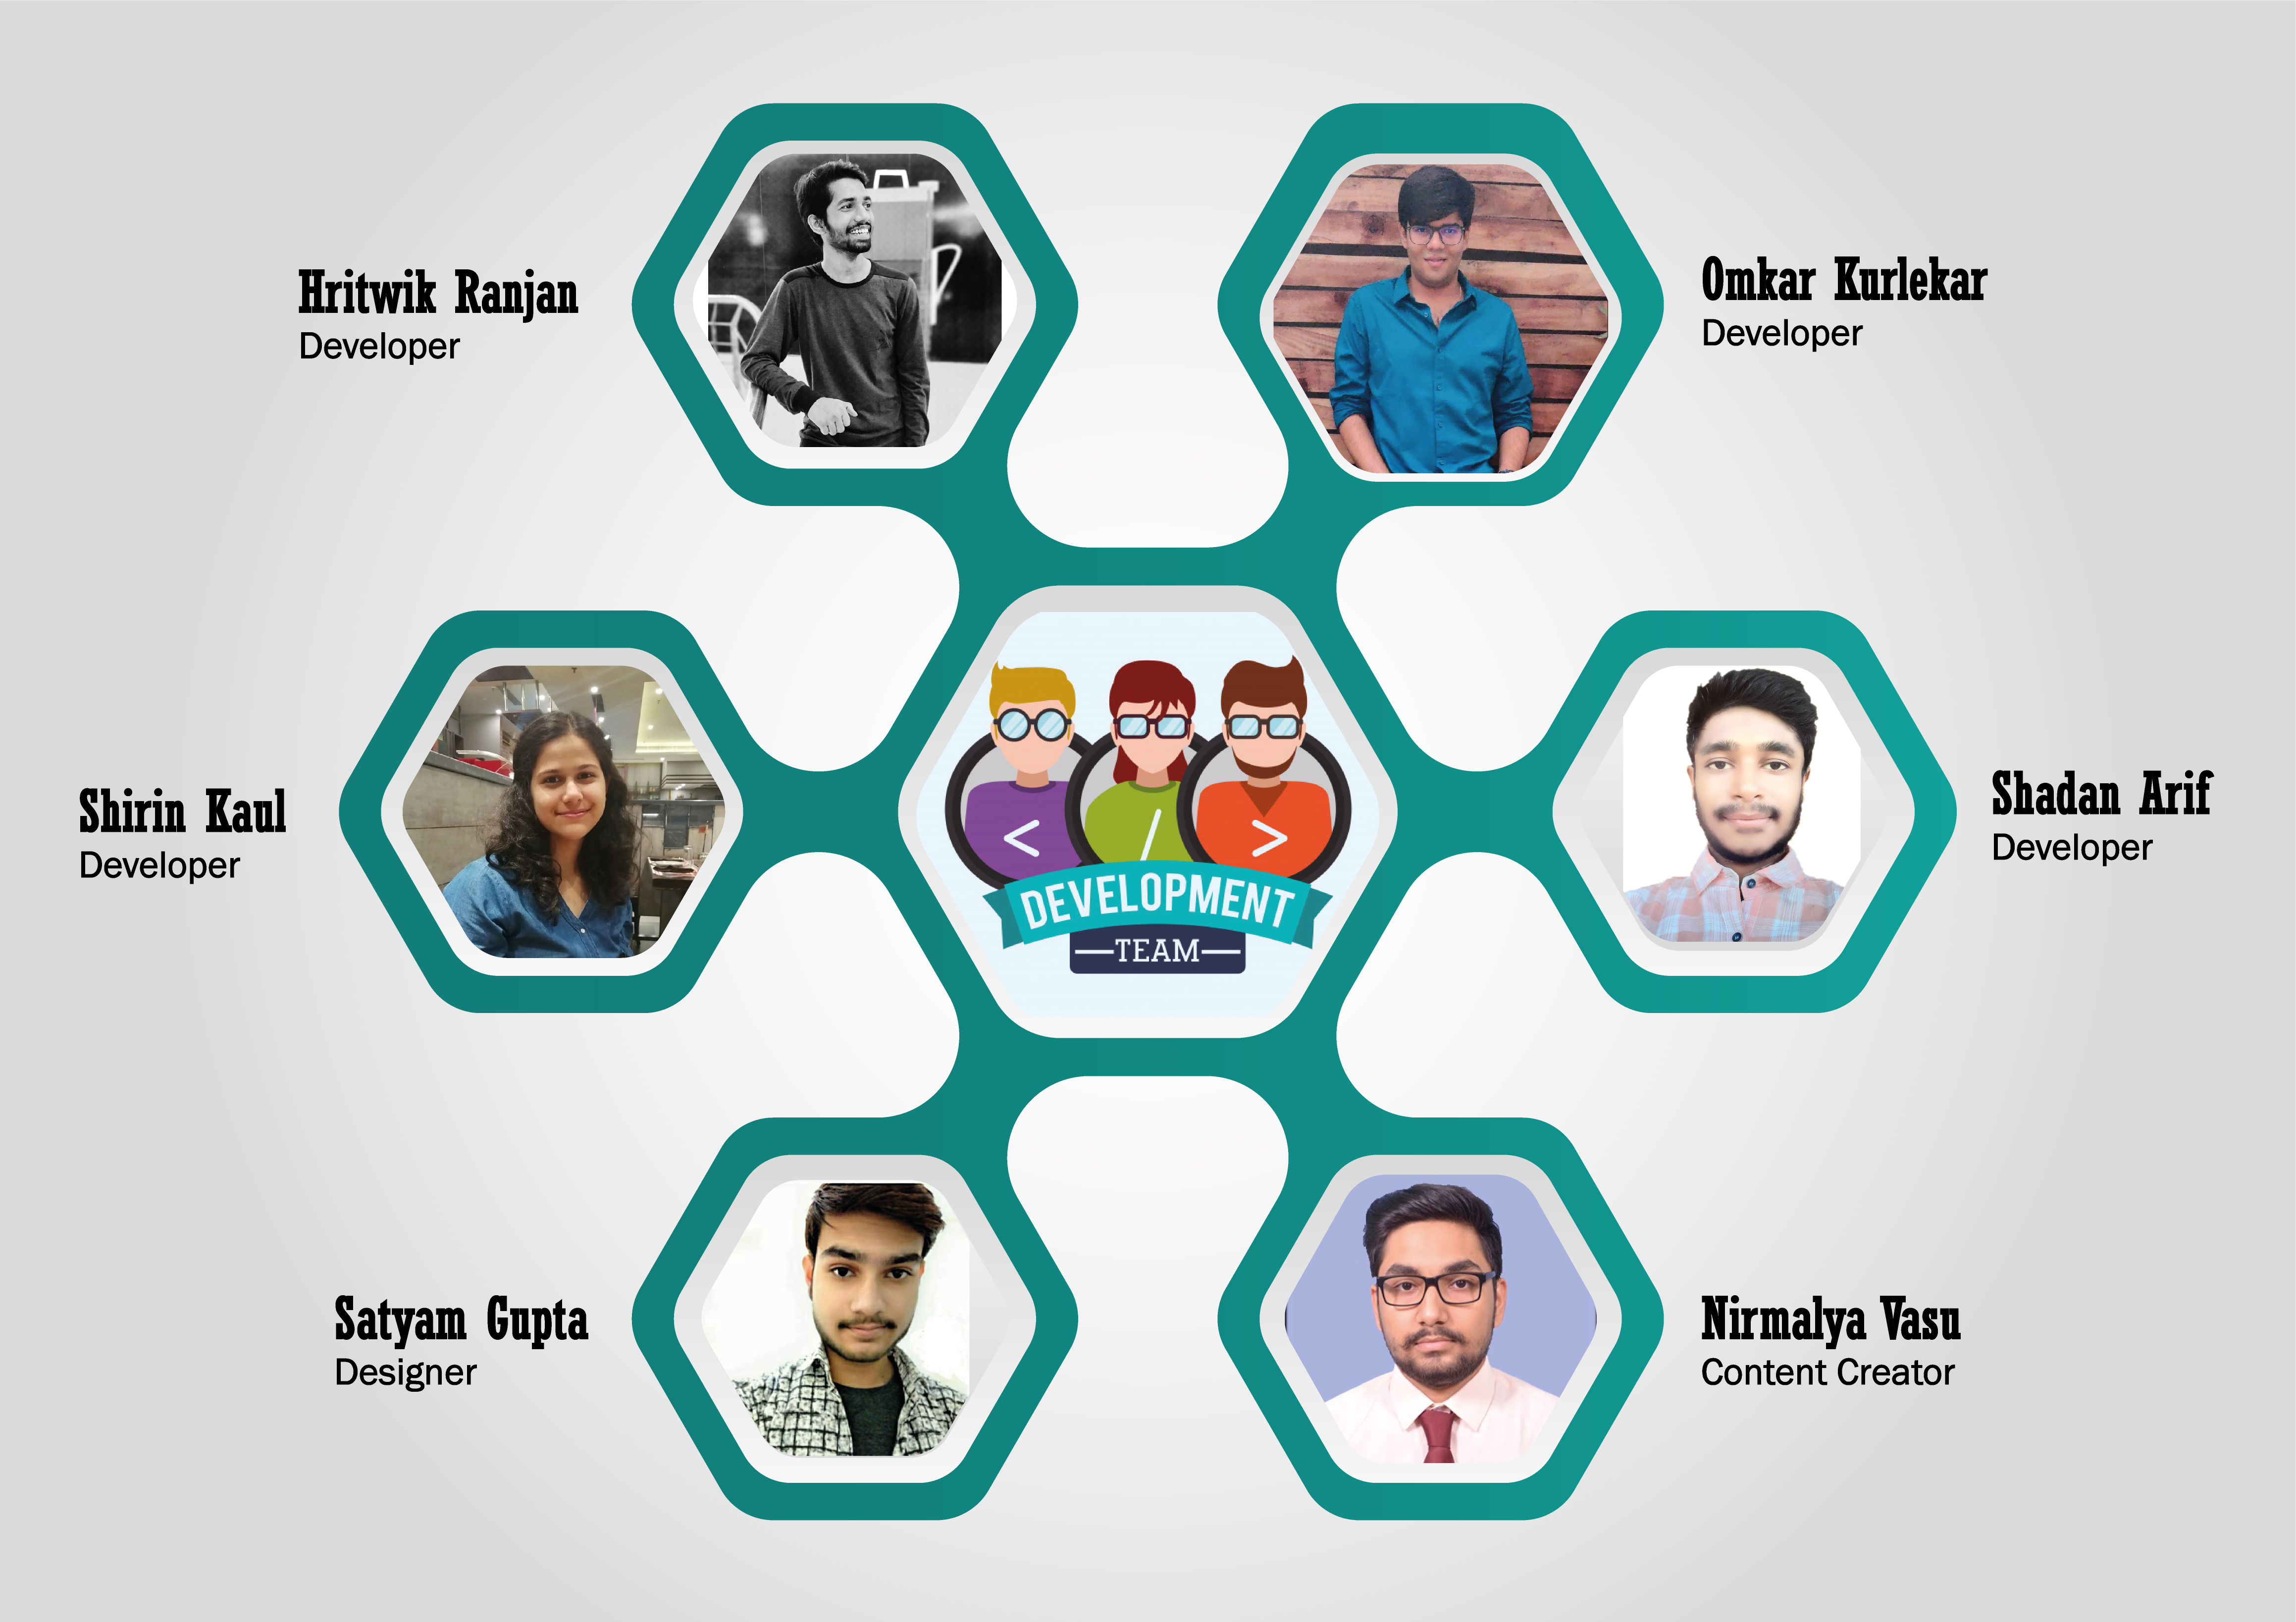 Hritwik Ranjan
Developer
Omkar Kurlekar
Developer
Shirin Kaul
Developer
< / >
DEVELOPMENT
TEAM
Shadan Arif
Developer
Satyam Gupta
Designer
Nirmalya Vasu
Content Creator